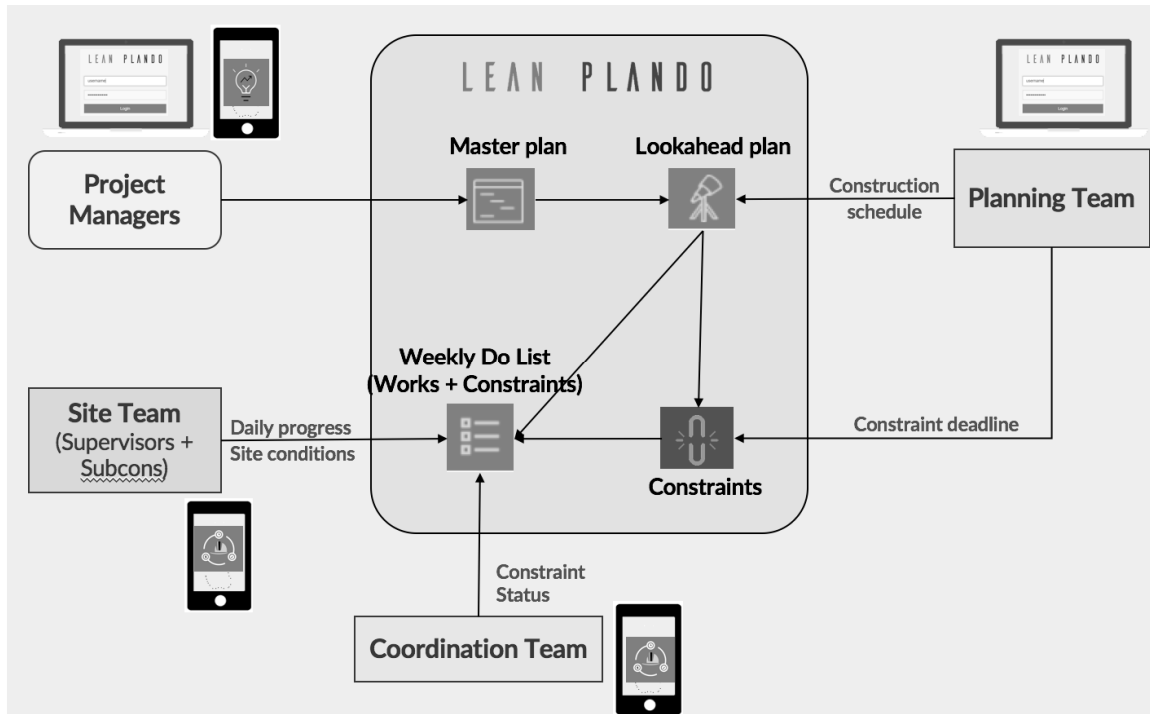 LEAN PLANDO
username
Login
LEAN PLANDO
LEAN PLANDO
username
Login
Master plan
Lookahead plan
Project
Managers
Construction
schedule
Planning Team
Weekly Do List
(Works + Constraints)
Site Team
(Supervisors +
Subcons)
Daily progress
Site conditions
Constraint deadline
Constraints
Constraint
Status
Coordination Team